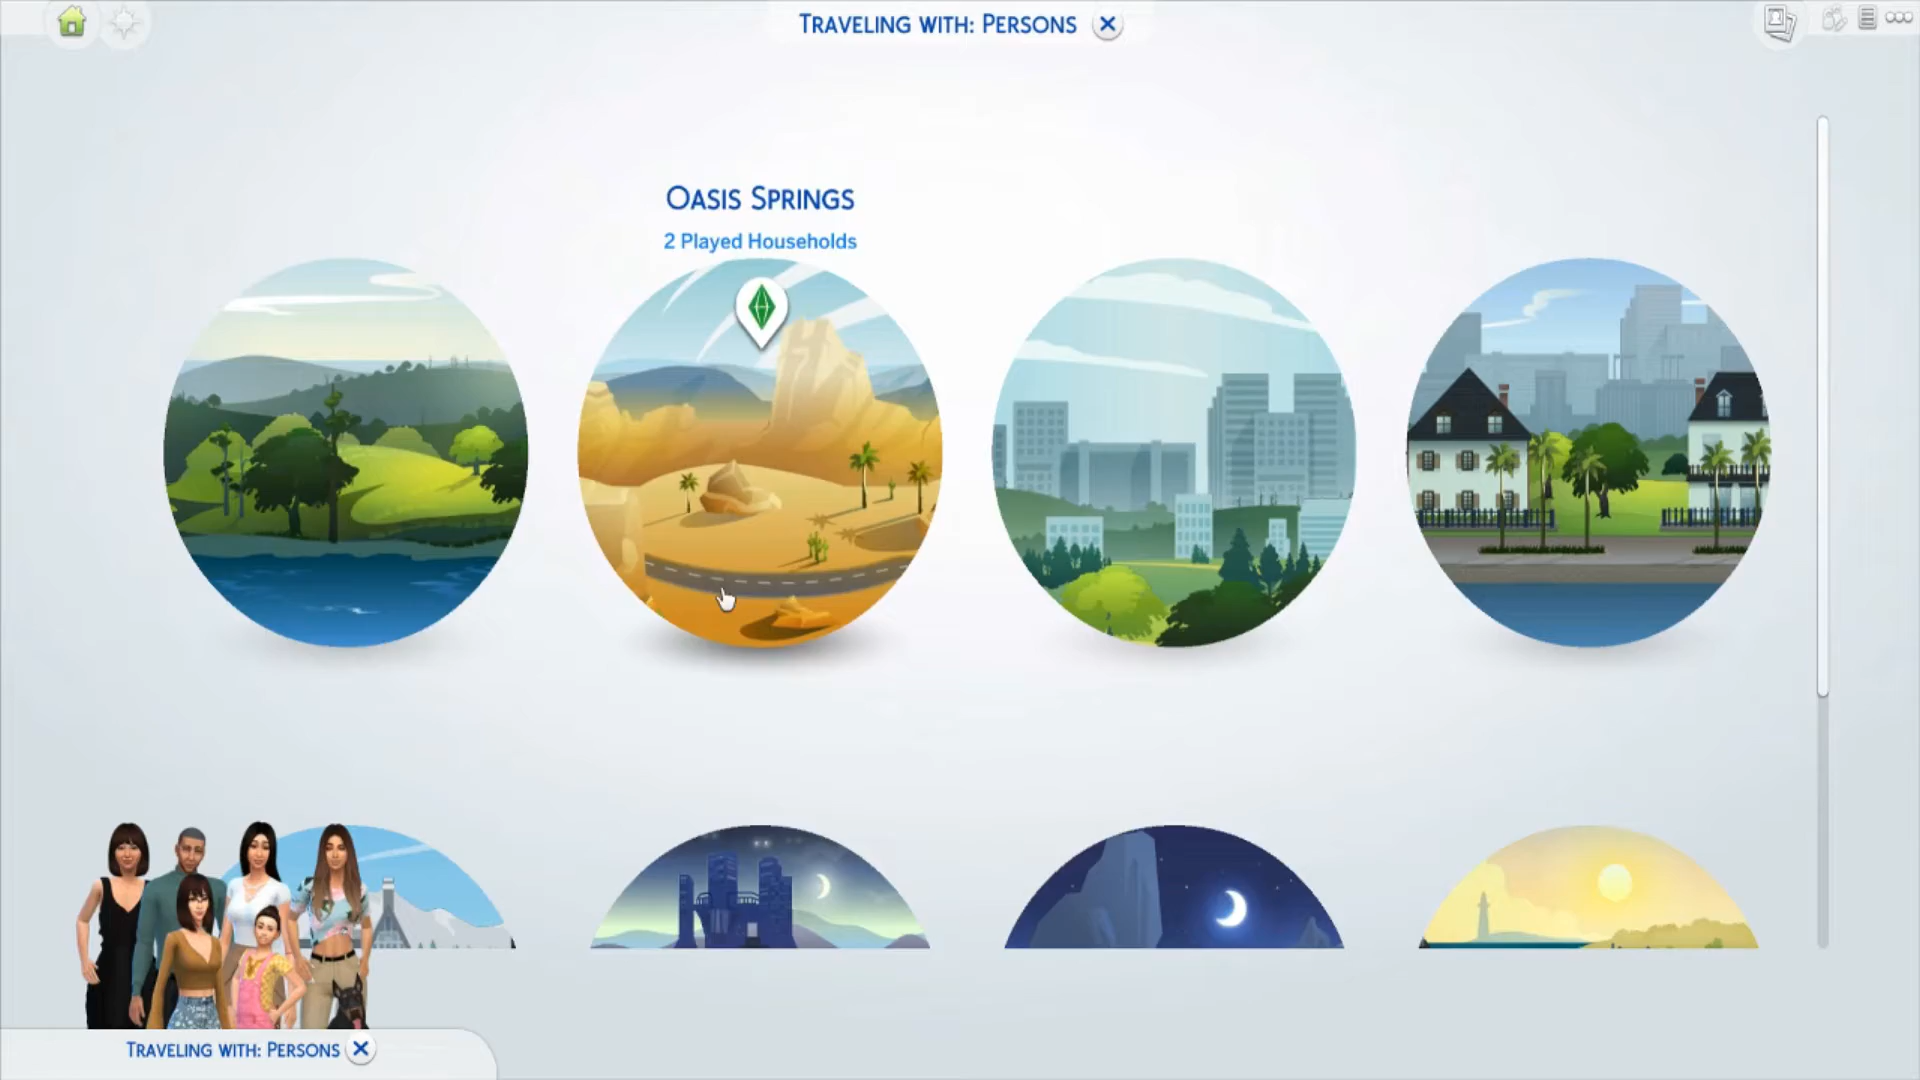 TRAVELING WITH: PERSONS
OASIS SPRINGS
2 Played Households
TRAVELING WITH: PERSONS